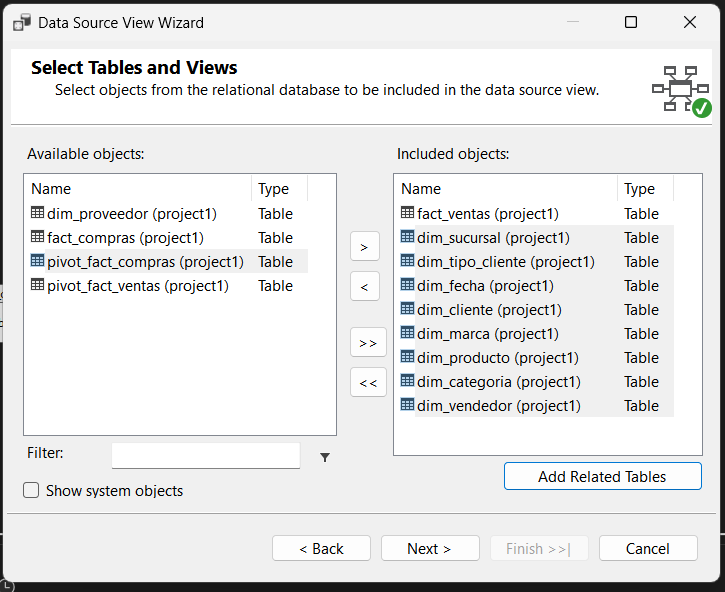 Data Source View Wizard
Select Tables and Views
Select objects from the relational database to be included in the data source view.
Available objects:
Name Type
dim_proveedor (project1) Table
fact_compras (project1) Table
pivot_fact_compras (project1) Table
pivot_fact_ventas (project1) Table
>
<
>>
<<
Included objects:
Name Type
fact_ventas (project1) Table
dim_sucursal (project1) Table
dim_tipo_cliente (project1) Table
dim_fecha (project1) Table
dim_cliente (project1) Table
dim_marca (project1) Table
dim_producto (project1) Table
dim_categoria (project1) Table
dim_vendedor (project1) Table
Filter:
Add Related Tables
Show system objects
< Back
Next >
Finish >>|
Cancel